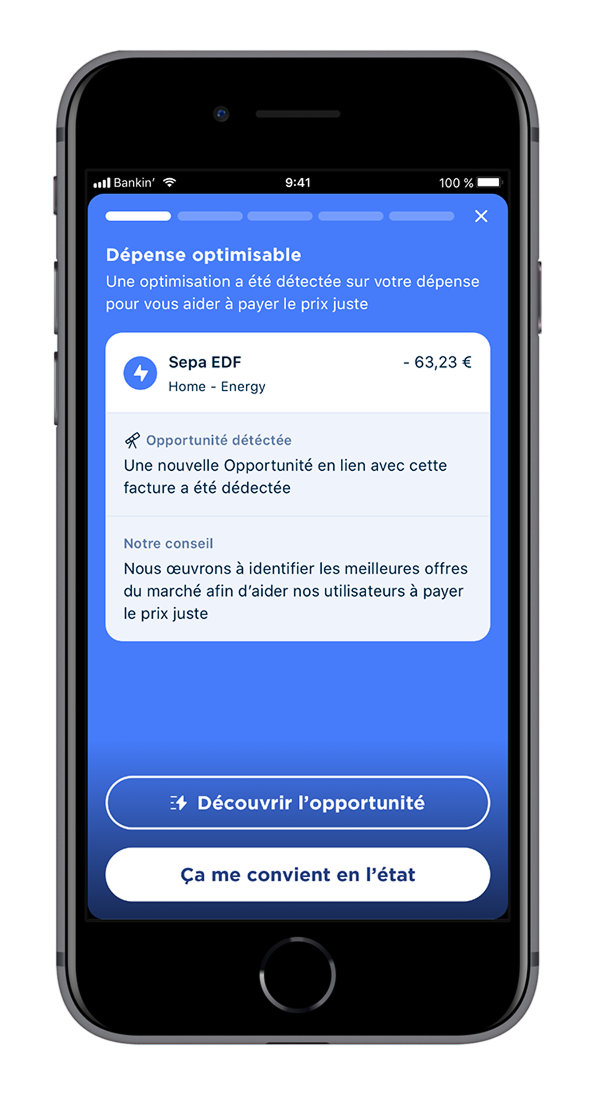 Bankin’ 9:41 100 %
Dépense optimisable
Une optimisation a été détectée sur votre dépense
pour vous aider à payer le prix juste
Sepa EDF - 63,23 €
Home - Energy
Opportunité détéctée
Une nouvelle Opportunité en lien avec cette
facture a été dédectée
Notre conseil
Nous œuvrons à identifier les meilleures offres
du marché afin d’aider nos utilisateurs à payer
le prix juste
Découvrir l’opportunité
Ça me convient en l’état